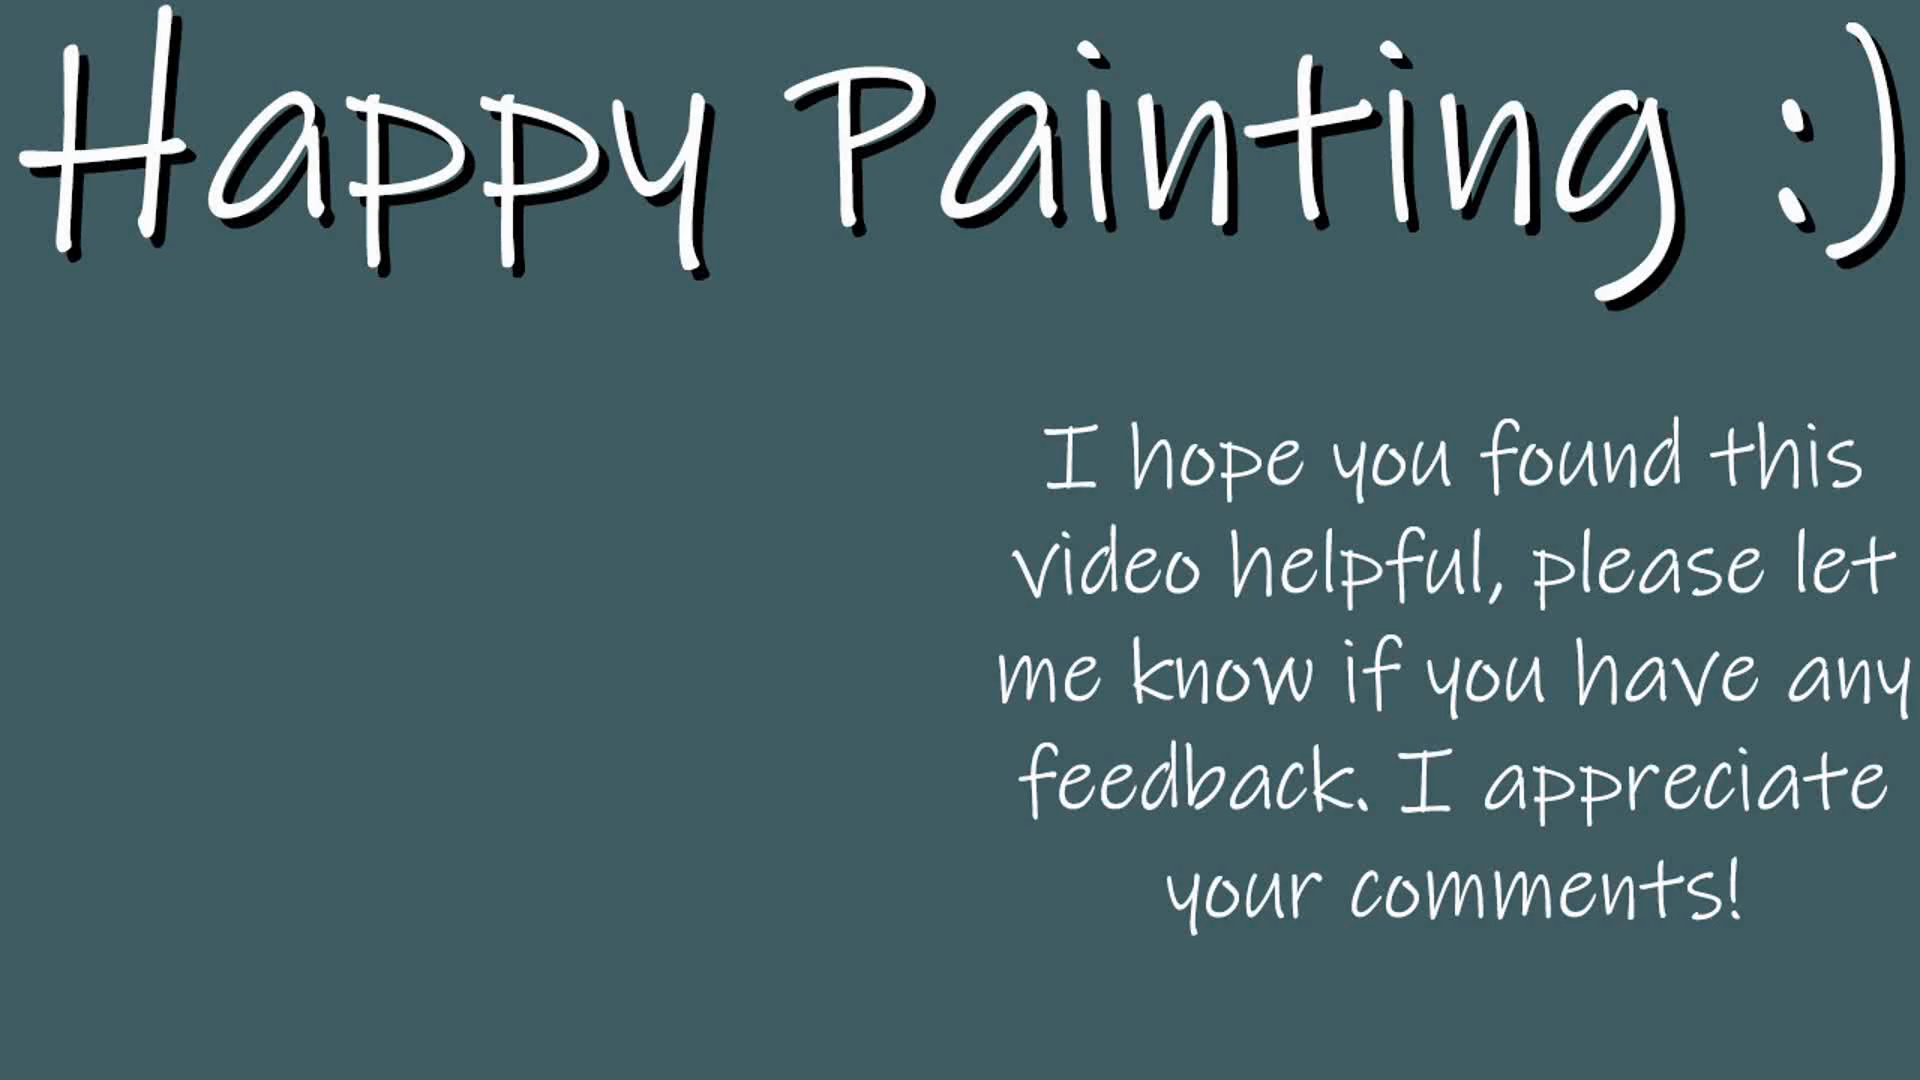 Happy Painting :)
I hope you found this
video helpful, please let
me know if you have any
feedback. I appreciate
your comments!